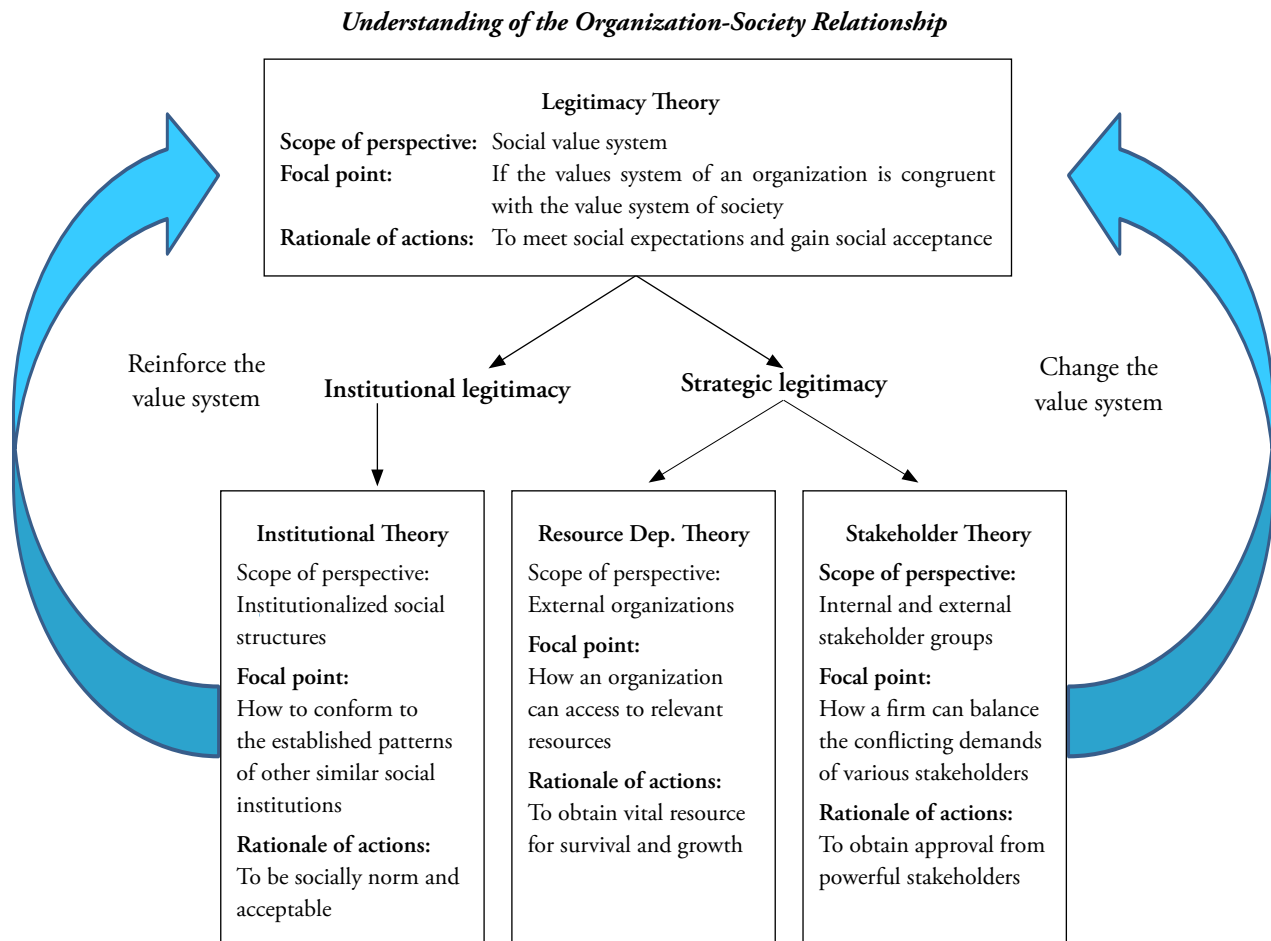 Understanding of the Organization-Society Relationship
Legitimacy Theory
Scope of perspective: Social value system
Focal point: If the values system of an organization is congruent
with the value system of society
Rationale of actions: To meet social expectations and gain social acceptance
Reinforce the
value system
Institutional legitimacy
Strategic legitimacy
Change the
value system
Institutional Theory
Scope of perspective:
Institutionalized social
structures
Focal point:
How to conform to
the established patterns
of other similar social
institutions
Rationale of actions:
To be socially norm and
acceptable
Resource Dep. Theory
Scope of perspective:
External organizations
Focal point:
How an organization
can access to relevant
resources
Rationale of actions:
To obtain vital resource
for survival and growth
Stakeholder Theory
Scope of perspective:
Internal and external
stakeholder groups
Focal point:
How a firm can balance
the conflicting demands
of various stakeholders
Rationale of actions:
To obtain approval from
powerful stakeholders